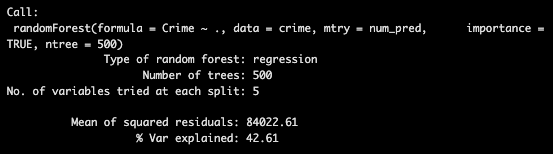 Call:
 randomForest(formula = Crime ~ ., data = crime, mtry = num_pred,      importance =
TRUE, ntree = 500)
               Type of random forest: regression
                     Number of trees: 500
No. of variables tried at each split: 5

          Mean of squared residuals: 84022.61
                    % Var explained: 42.61